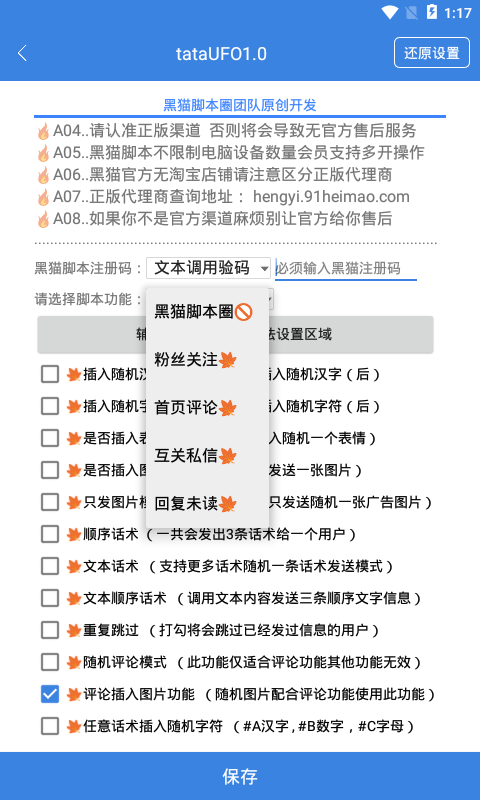 1:17
tataUFO1.0
还原设置
黑猫脚本圈团队原创开发
A04..请认准正版渠道 否则将会导致无官方售后服务
A05..黑猫脚本不限制电脑设备数量会员支持多开操作
A06..黑猫官方无淘宝店铺请注意区分正版代理商
A07..正版代理商查询地址： hengyi.91heimao.com
A08..如果你不是官方渠道麻烦别让官方给你售后
黑猫脚本注册码：文本调用验码 必须输入黑猫注册码
请选择脚本功能：
黑猫脚本圈
粉丝关注
首页评论
互关私信
回复未读
设置区域
插入随机 入随机汉字（后）
插入随机 入随机字符（后）
是否插入 入随机一个表情）
是否插入 发送一张图片）
只发图片 只发送随机一张广告图片）
顺序话术 （一共会发出3条话术给一个用户）
文本话术 （支持更多话术随机一条话术发送模式）
文本顺序话术 （调用文本内容发送三条顺序文字信息）
重复跳过 （打勾将会跳过已经发过信息的用户）
随机评论模式 （此功能仅适合评论功能其他功能无效）
评论插入图片功能 （随机图片配合评论功能使用此功能）
任意话术插入随机字符 （#A汉字，#B数字，#C字母）
保存